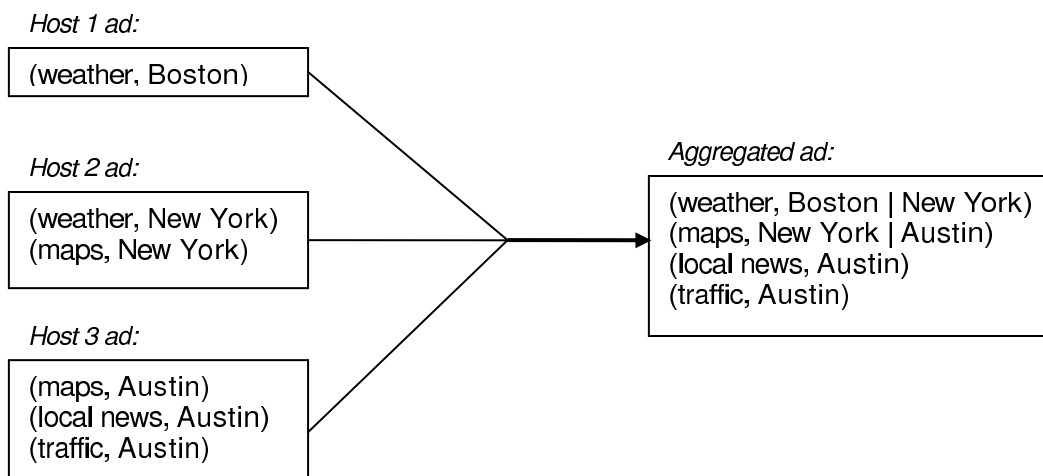 Host 1 ad:
(weather, Boston)
Host 2 ad:
(weather, New York)
(maps, New York)
Host 3 ad:
(maps, Austin)
(local news, Austin)
(traffic, Austin)
Aggregated ad:
(weather, Boston | New York)
(maps, New York | Austin)
(local news, Austin)
(traffic, Austin)